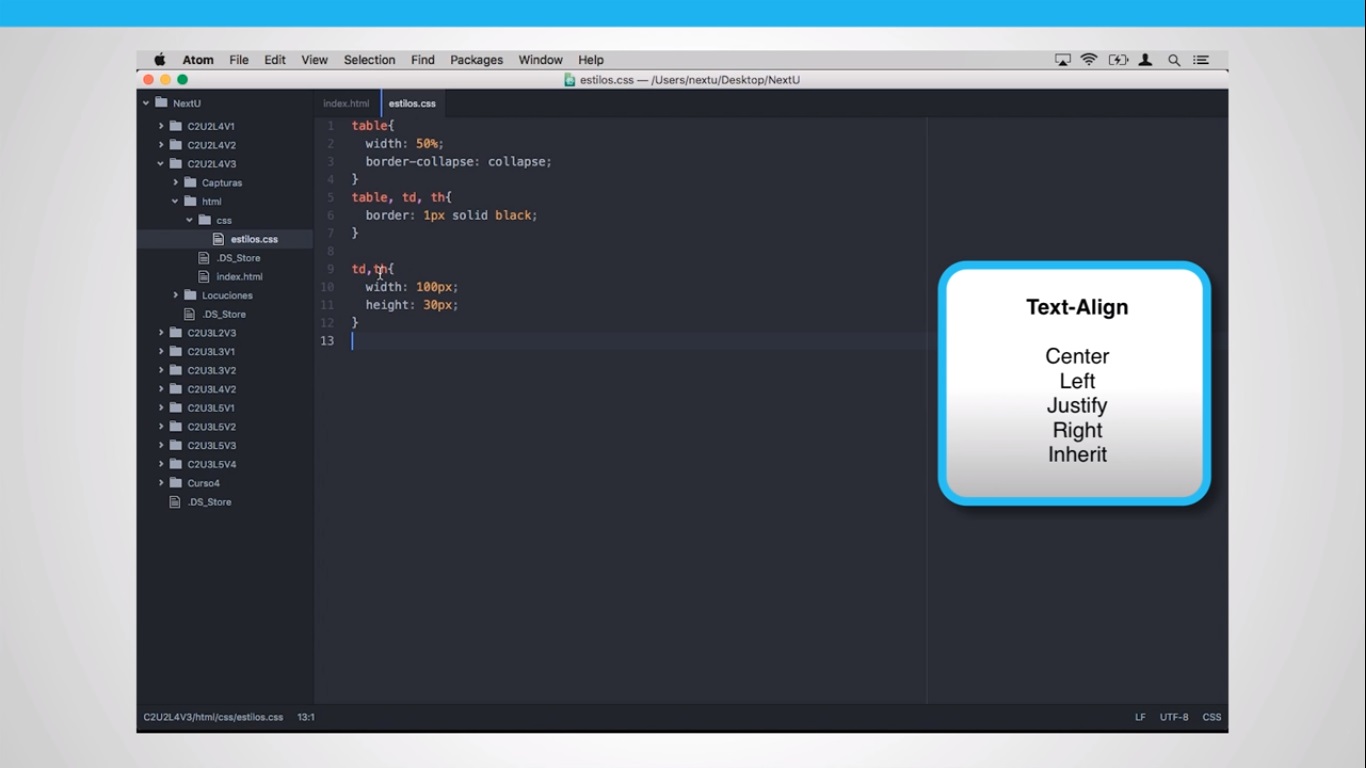 Atom File Edit View Selection Find Packages Window Help
estilos.css — /Users/nextu/Desktop/NextU
NextU
C2U2L4V1
C2U2L4V2
C2U2L4V3
Capturas
html
css
estilos.css
.DS_Store
index.html
Locuciones
.DS_Store
C2U3L2V3
C2U3L3V1
C2U3L3V2
C2U3L4V2
C2U3L5V1
C2U3L5V2
C2U3L5V3
C2U3L5V4
Curso4
.DS_Store
index.html estilos.css
1 table{
2 width: 50%;
3 border-collapse: collapse;
4 }
5 table, td, th{
6 border: 1px solid black;
7 }
8
9 td,th{
10 width: 100px;
11 height: 30px;
12 }
13
Text-Align
Center
Left
Justify
Right
Inherit
C2U2L4V3/html/css/estilos.css 13:1 LF UTF-8 CSS